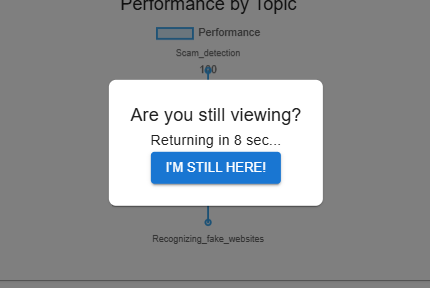 Performance by Topic
Performance
Scam_detection
100
Are you still viewing?
Returning in 8 sec...
I'M STILL HERE!
Recognizing_fake_websites